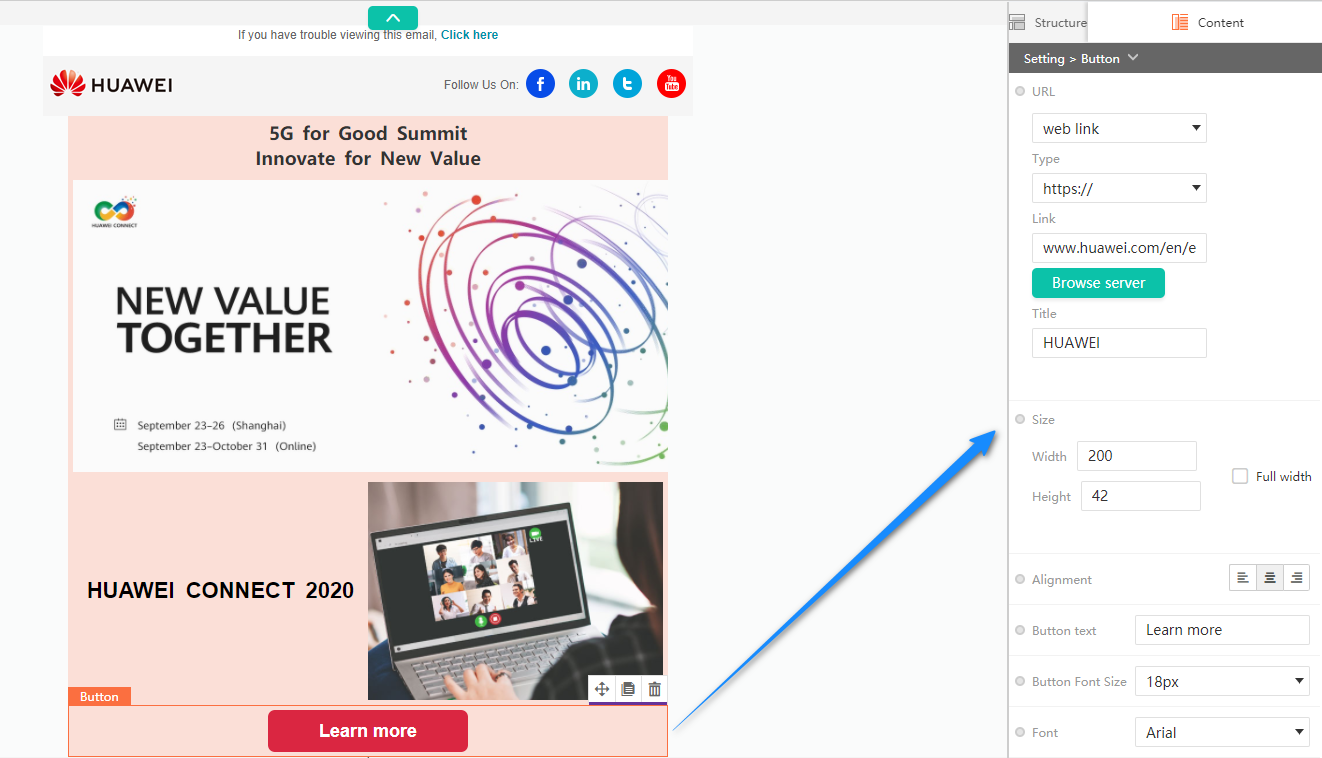 If you have trouble viewing this email, Click here
HUAWEI
Follow Us On:
f
in
t
You
Tube
5G for Good Summit
Innovate for New Value
HUAWEI CONNECT
NEW VALUE
TOGETHER
September 23–26 (Shanghai)
September 23–October 31 (Online)
LIVE
HUAWEI CONNECT 2020
Button
Learn more
Structure
Content
Setting > Button
URL
web link
Type
https://
Link
www.huawei.com/en/e
Browse server
Title
HUAWEI
Size
Width 200
Full width
Height 42
Alignment
Button text Learn more
Button Font Size 18px
Font Arial